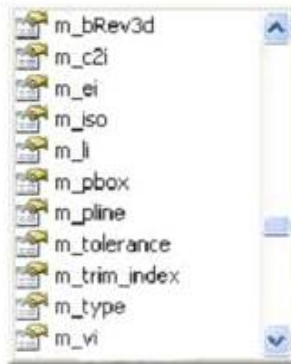 m_bRev3d
m_c2i
m_ei
m_iso
m_li
m_pbox
m_pline
m_tolerance
m_trim_index
m_type
m_vi